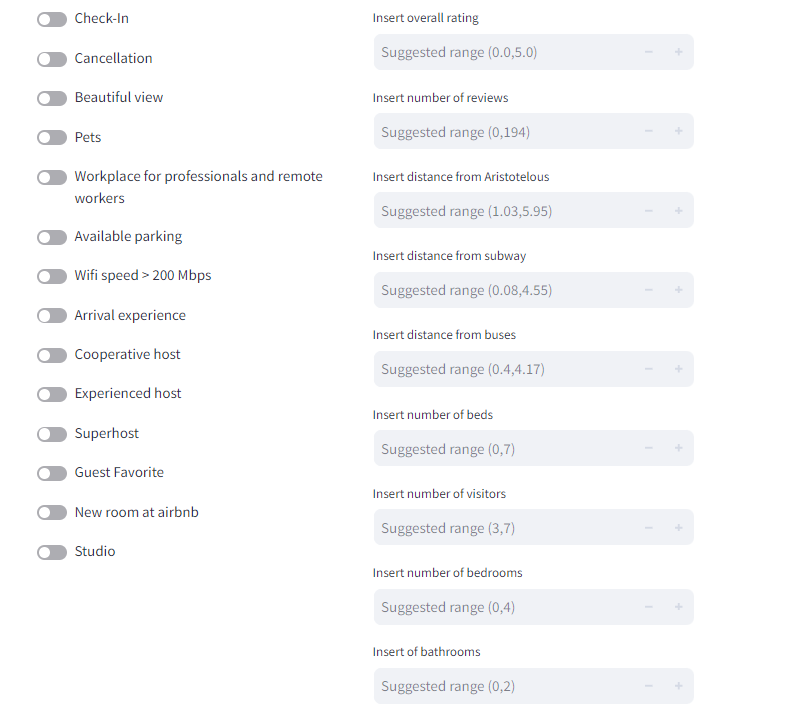 Check-In
Cancellation
Beautiful view
Pets
Workplace for professionals and remote
workers
Available parking
Wifi speed > 200 Mbps
Arrival experience
Cooperative host
Experienced host
Superhost
Guest Favorite
New room at airbnb
Studio
Insert overall rating
Suggested range (0.0,5.0)
Insert number of reviews
Suggested range (0,194)
Insert distance from Aristotelous
Suggested range (1.03,5.95)
Insert distance from subway
Suggested range (0.08,4.55)
Insert distance from buses
Suggested range (0.4,4.17)
Insert number of beds
Suggested range (0,7)
Insert number of visitors
Suggested range (3,7)
Insert number of bedrooms
Suggested range (0,4)
Insert of bathrooms
Suggested range (0,2)